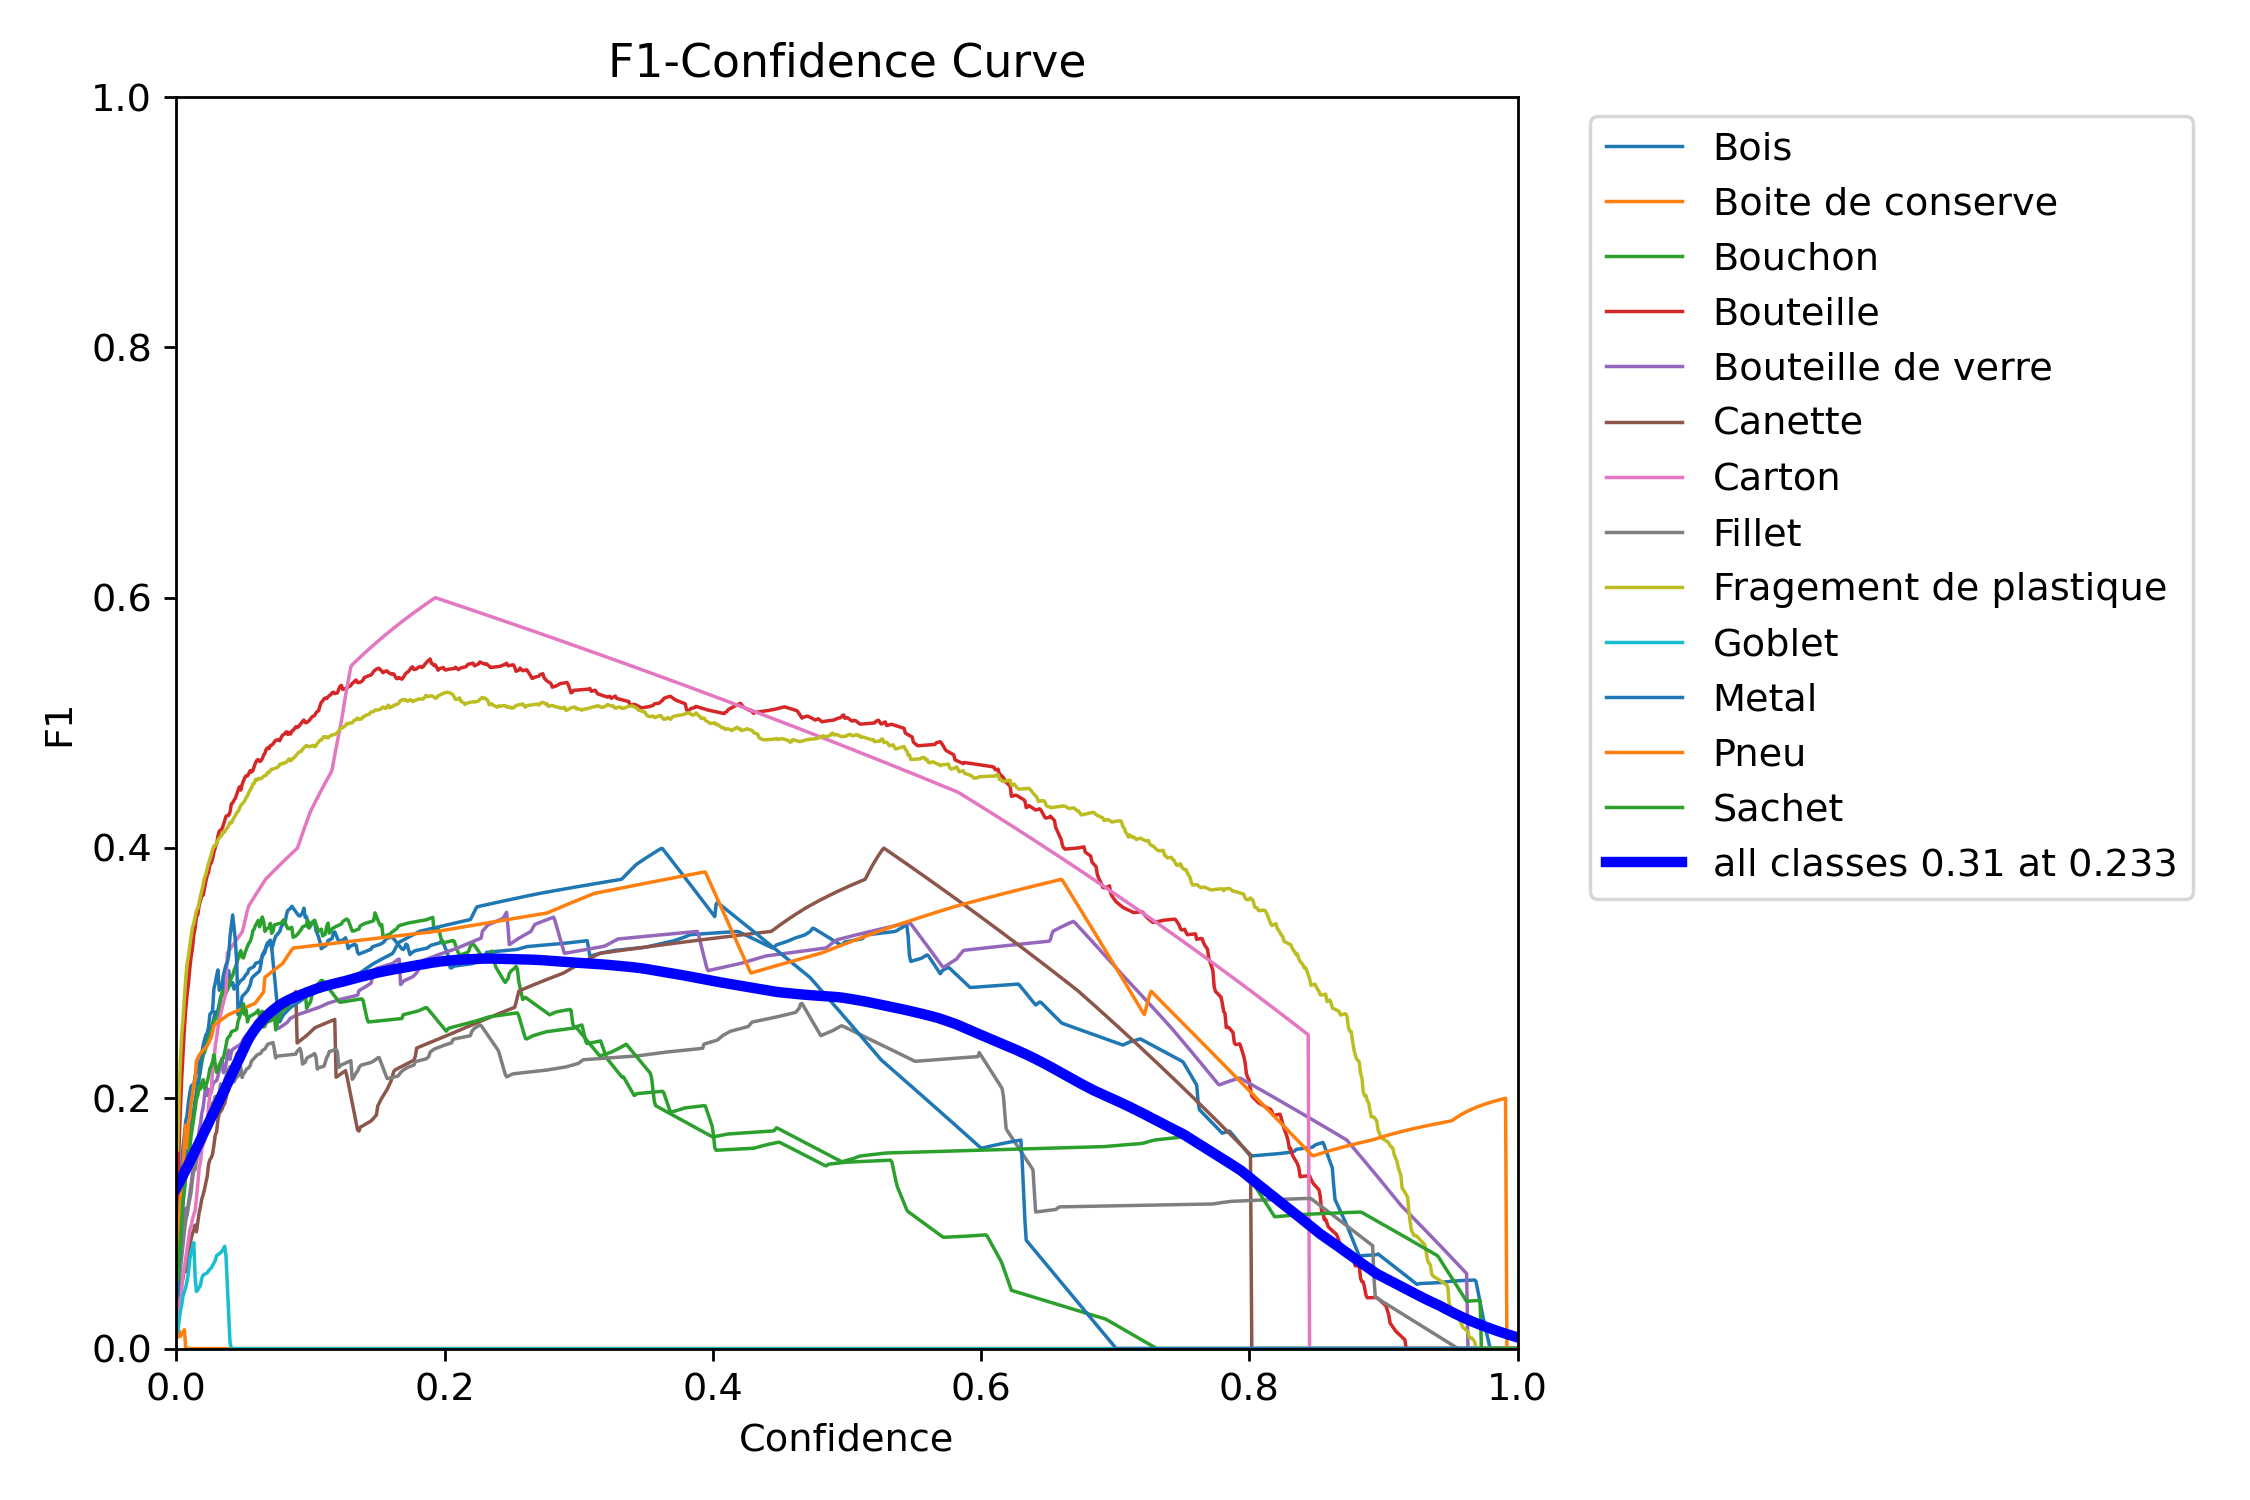 F1-Confidence Curve
1.0
0.8
0.6
0.4
0.2
0.0
F1
0.0 0.2 0.4 0.6 0.8 1.0
Confidence
Bois
Boite de conserve
Bouchon
Bouteille
Bouteille de verre
Canette
Carton
Fillet
Fragement de plastique
Goblet
Metal
Pneu
Sachet
all classes 0.31 at 0.233